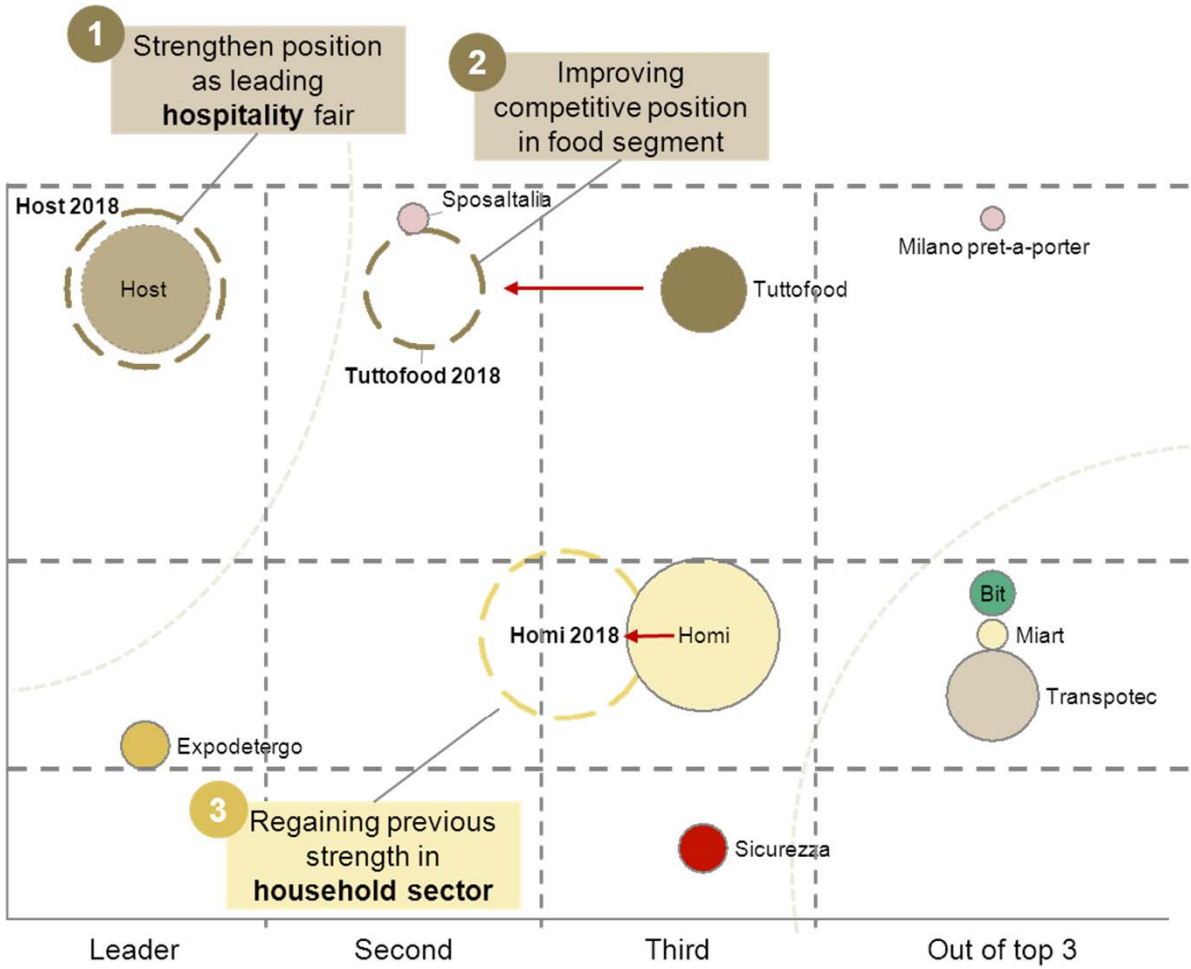 1
Strengthen position
as leading
hospitality fair
2
Improving
competitive position
in food segment
Host 2018
SposaItalia
Milano pret-a-porter
Host
Tuttofood
Tuttofood 2018
Bit
Homi 2018
Homi
Miart
Transpotec
Expodetergo
3
Regaining previous
strength in
household sector
Sicurezza
Leader
Second
Third
Out of top 3